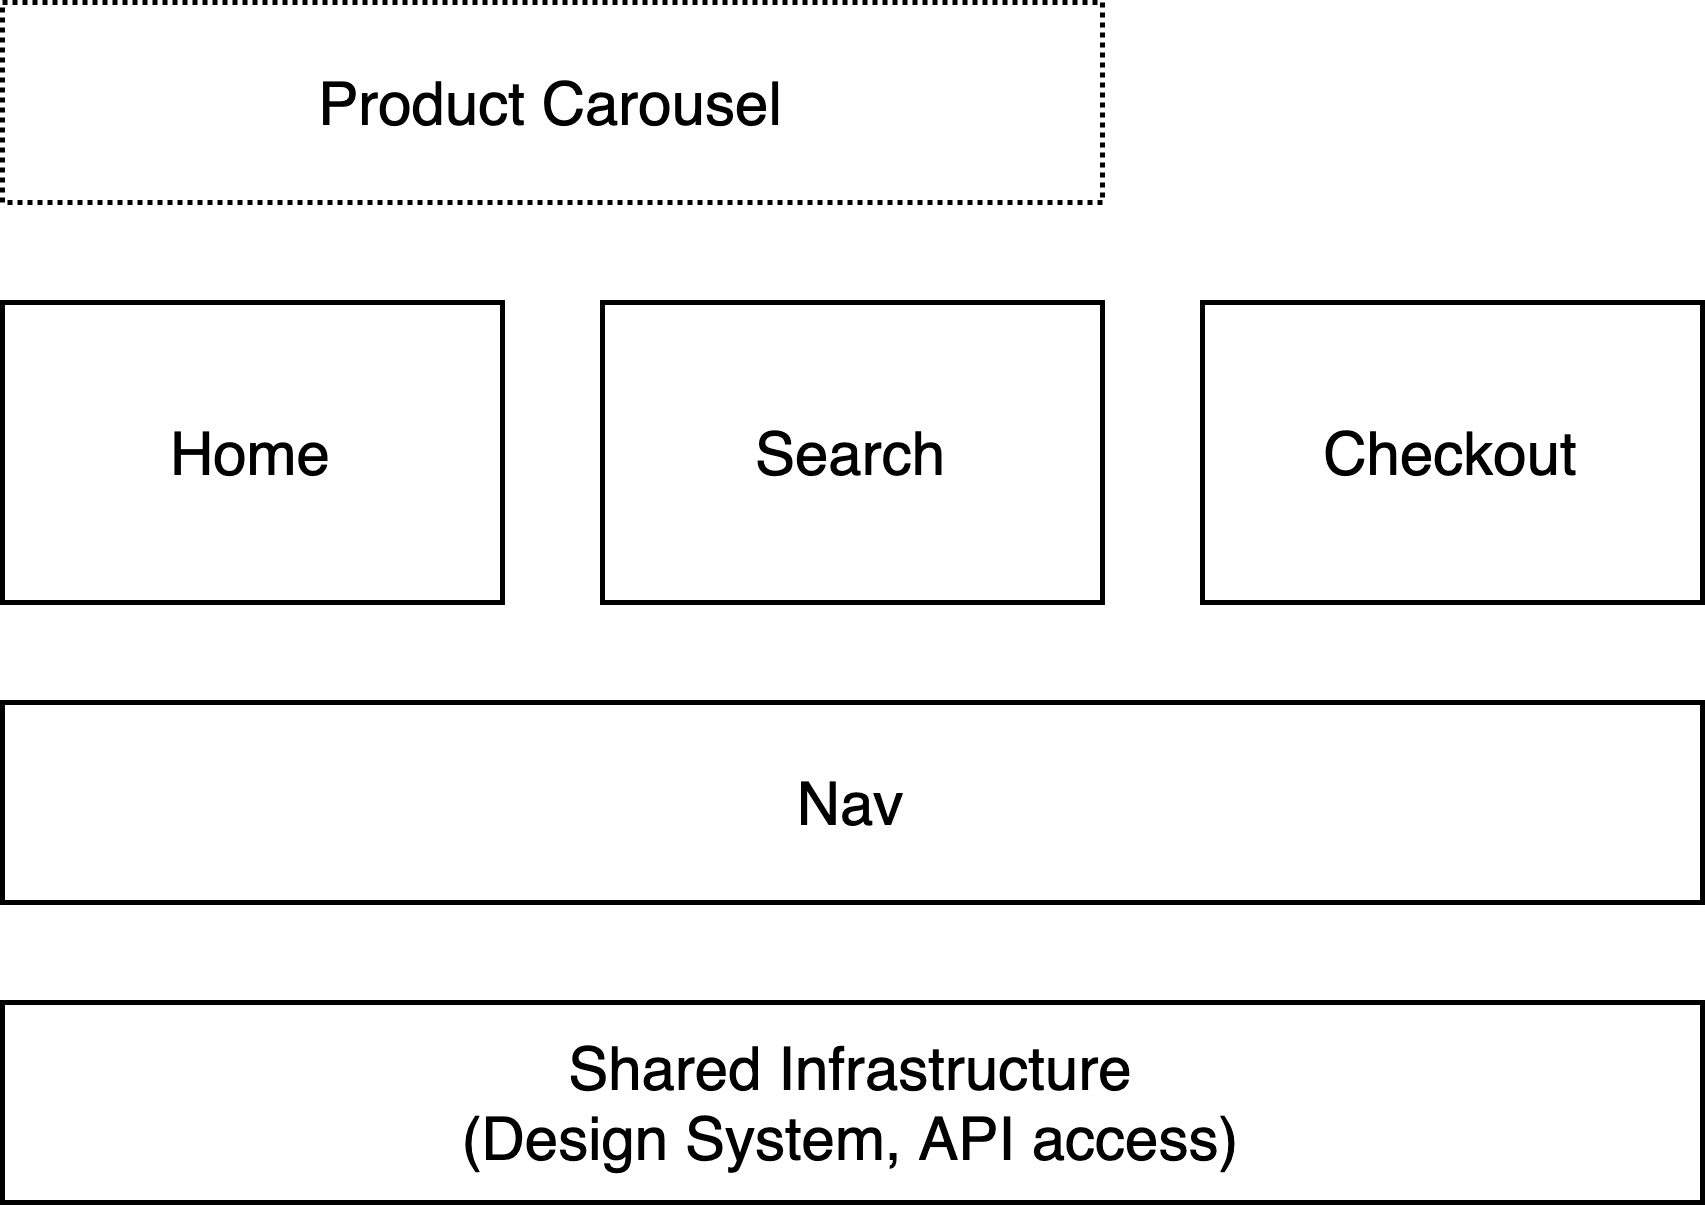 Product Carousel
Home
Search
Checkout
Nav
Shared Infrastructure
(Design System, API access)